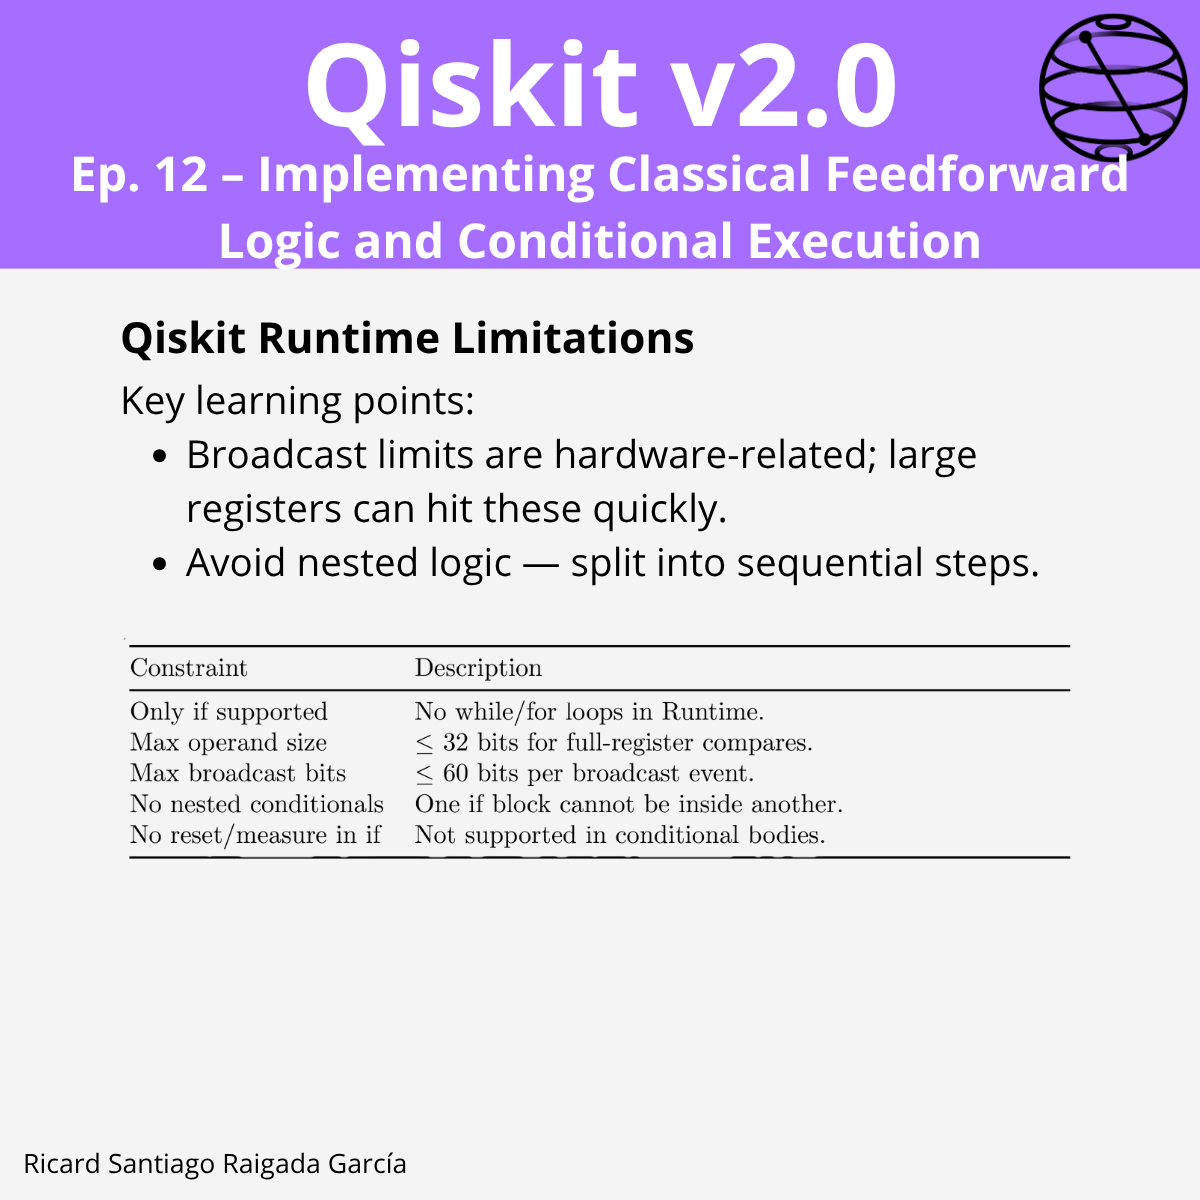 Qiskit v2.0
Ep. 12 – Implementing Classical Feedforward
Logic and Conditional Execution
Qiskit Runtime Limitations
Key learning points:
• Broadcast limits are hardware-related; large
registers can hit these quickly.
• Avoid nested logic — split into sequential steps.
Constraint Description
Only if supported No while/for loops in Runtime.
Max operand size ≤ 32 bits for full-register compares.
Max broadcast bits ≤ 60 bits per broadcast event.
No nested conditionals One if block cannot be inside another.
No reset/measure in if Not supported in conditional bodies.
Ricard Santiago Raigada García